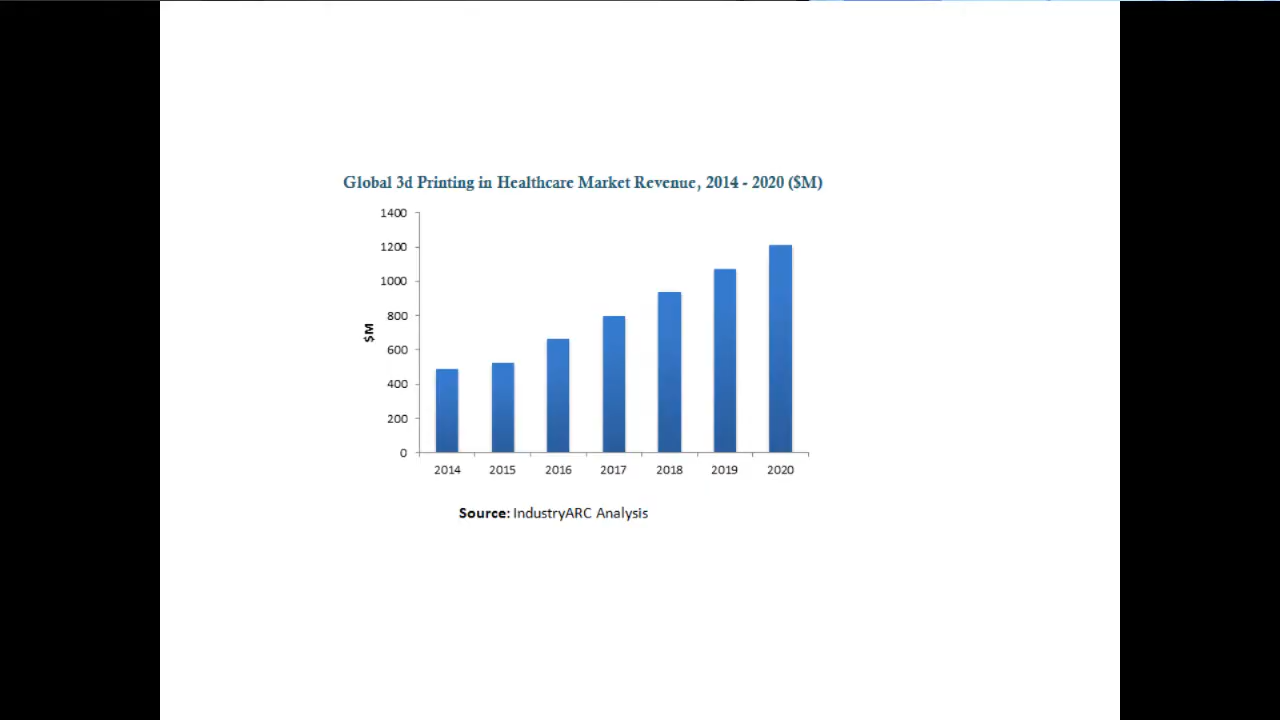 Global 3d Printing in Healthcare Market Revenue, 2014 - 2020 ($M)
1400
1200
1000
800
600
400
200
0
$M
2014 2015 2016 2017 2018 2019 2020
Source: IndustryARC Analysis